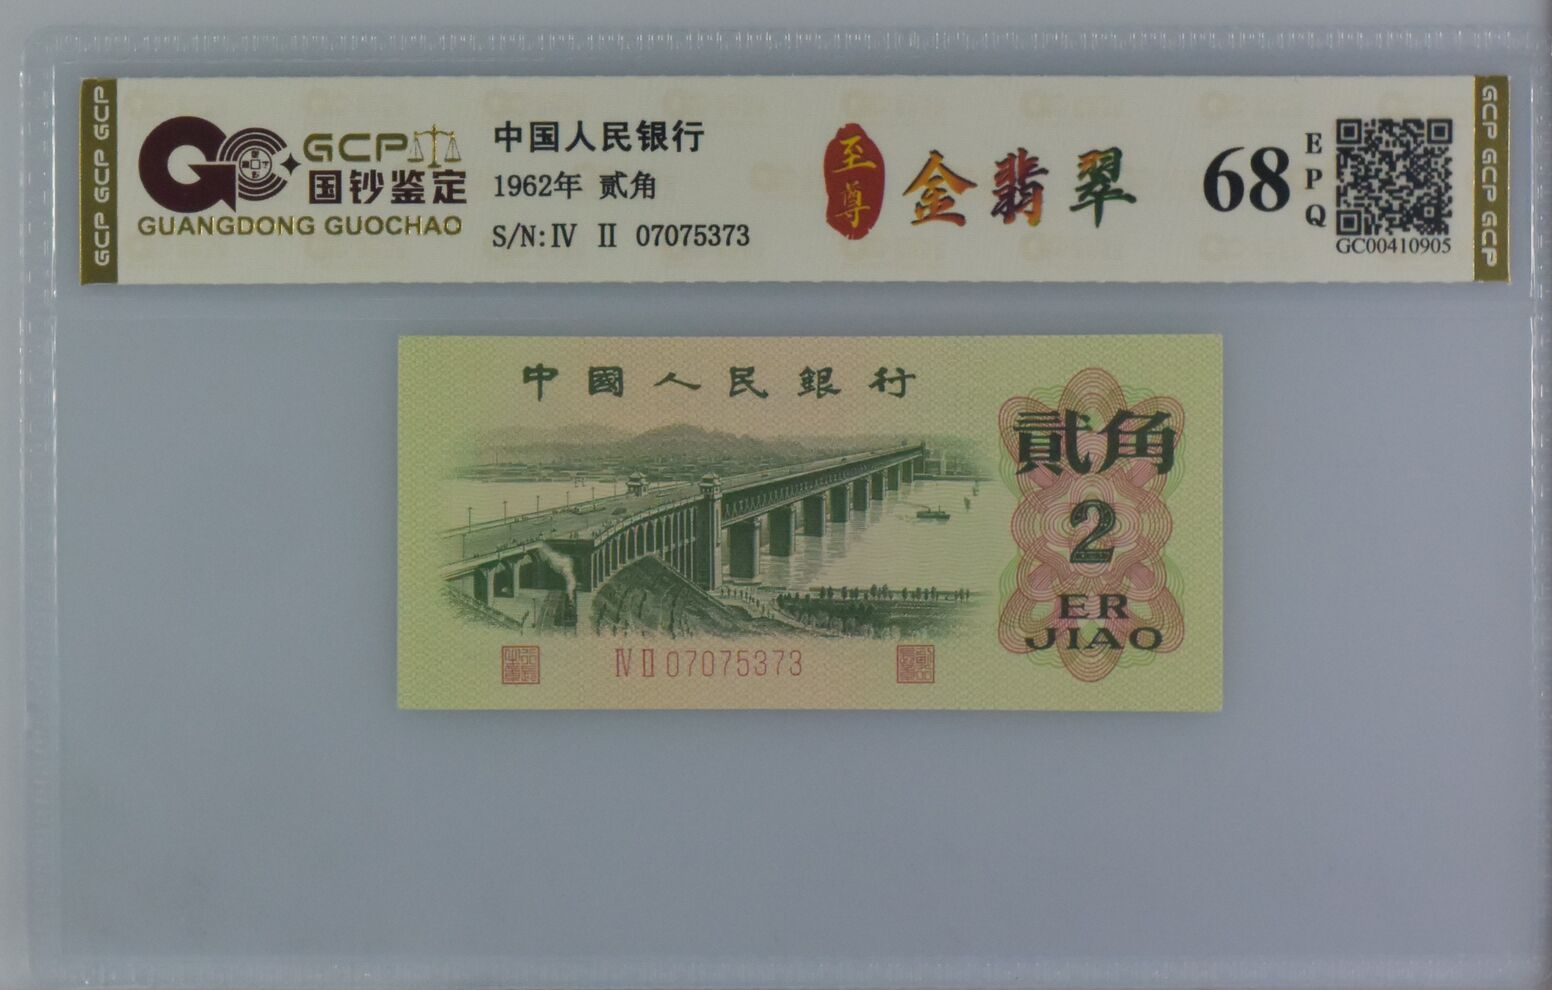 GCP GCP GCP
GCP
国钞鉴定
GUANGDONG GUOCHAO
中国人民银行
1962年 贰角
S/N:Ⅳ Ⅱ 07075373
至尊
金翡翠
68
EPQ
GC00410905
GCP GCP GCP
中國人民銀行
貳角
2
ER
JIAO
Ⅳ Ⅱ 07075373